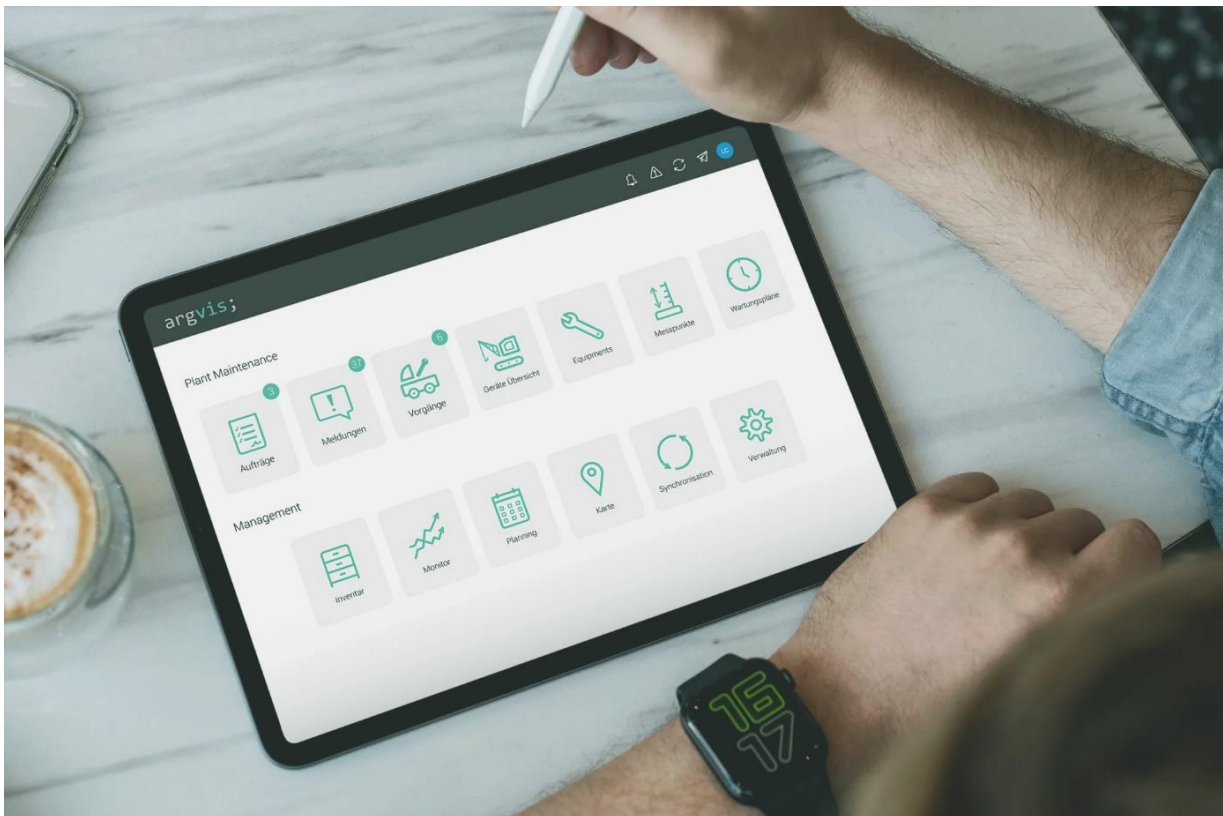 LC
argvis;
Plant Maintenance
3
37
6
Aufträge
Meldungen
Vorgänge
Geräte Übersicht
Equipments
Messpunkte
Wartungspläne
Management
Inventar
Monitor
Planning
Karte
Synchronisation
Verwaltung
16
17